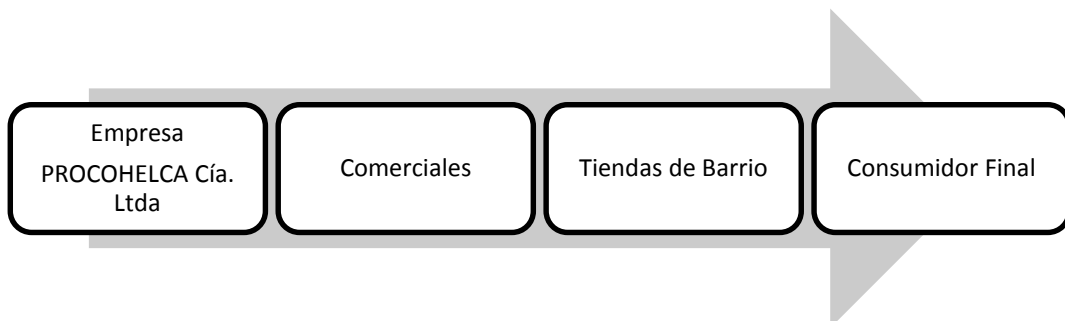 Empresa
PROCOHELCA Cía.
Ltda
Comerciales
Tiendas de Barrio
Consumidor Final